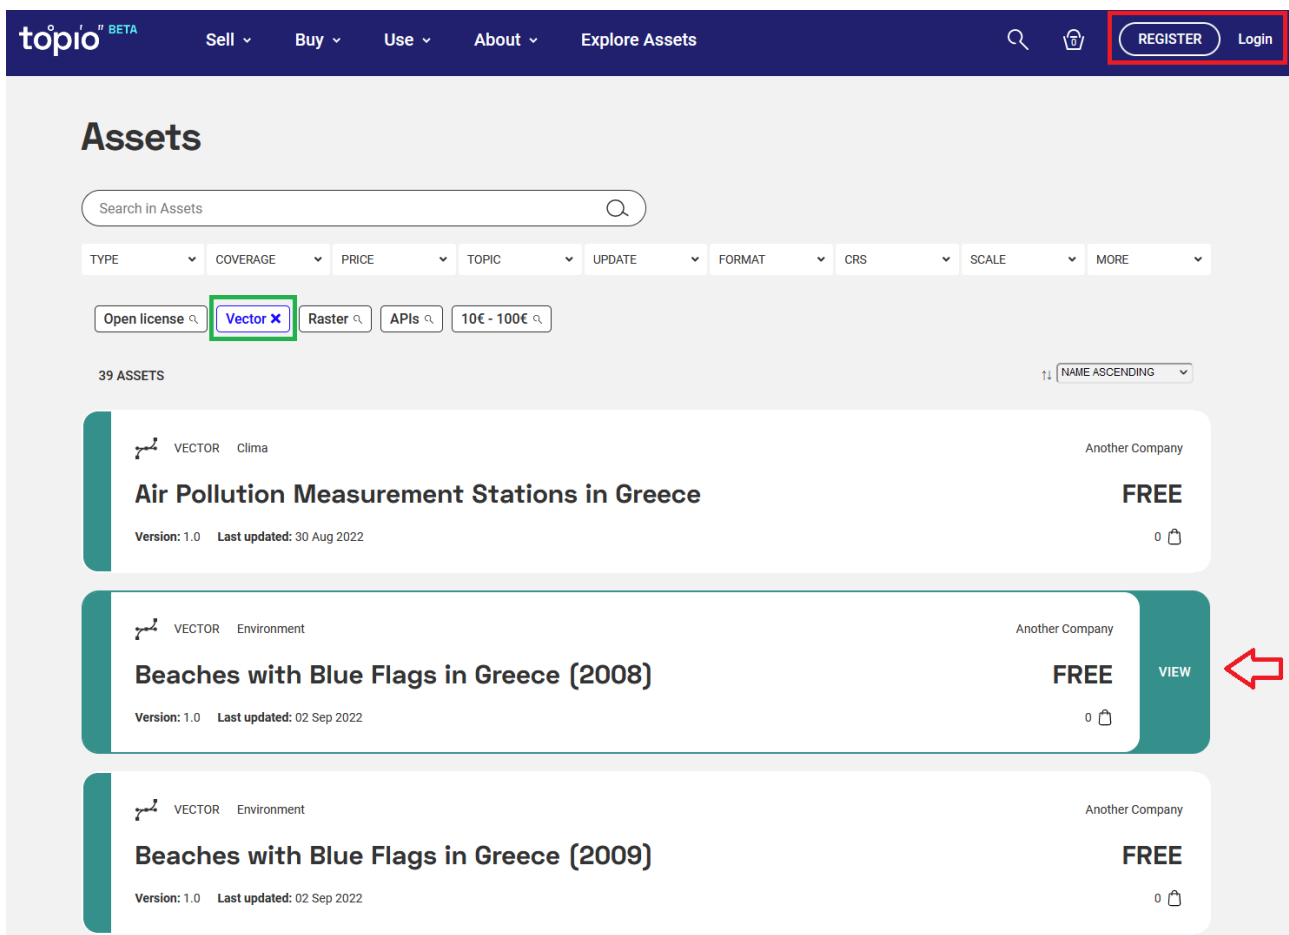 topio" BETA Sell Buy Use About Explore Assets 0 REGISTER Login
Assets
Search in Assets
TYPE COVERAGE PRICE TOPIC UPDATE FORMAT CRS SCALE MORE
Open license Vector Raster APIs 10€ - 100€
39 ASSETS NAME ASCENDING
VECTOR Clima Another Company
Air Pollution Measurement Stations in Greece FREE
Version: 1.0 Last updated: 30 Aug 2022 0
VECTOR Environment Another Company
Beaches with Blue Flags in Greece (2008) FREE VIEW
Version: 1.0 Last updated: 02 Sep 2022 0
VECTOR Environment Another Company
Beaches with Blue Flags in Greece (2009) FREE
Version: 1.0 Last updated: 02 Sep 2022 0